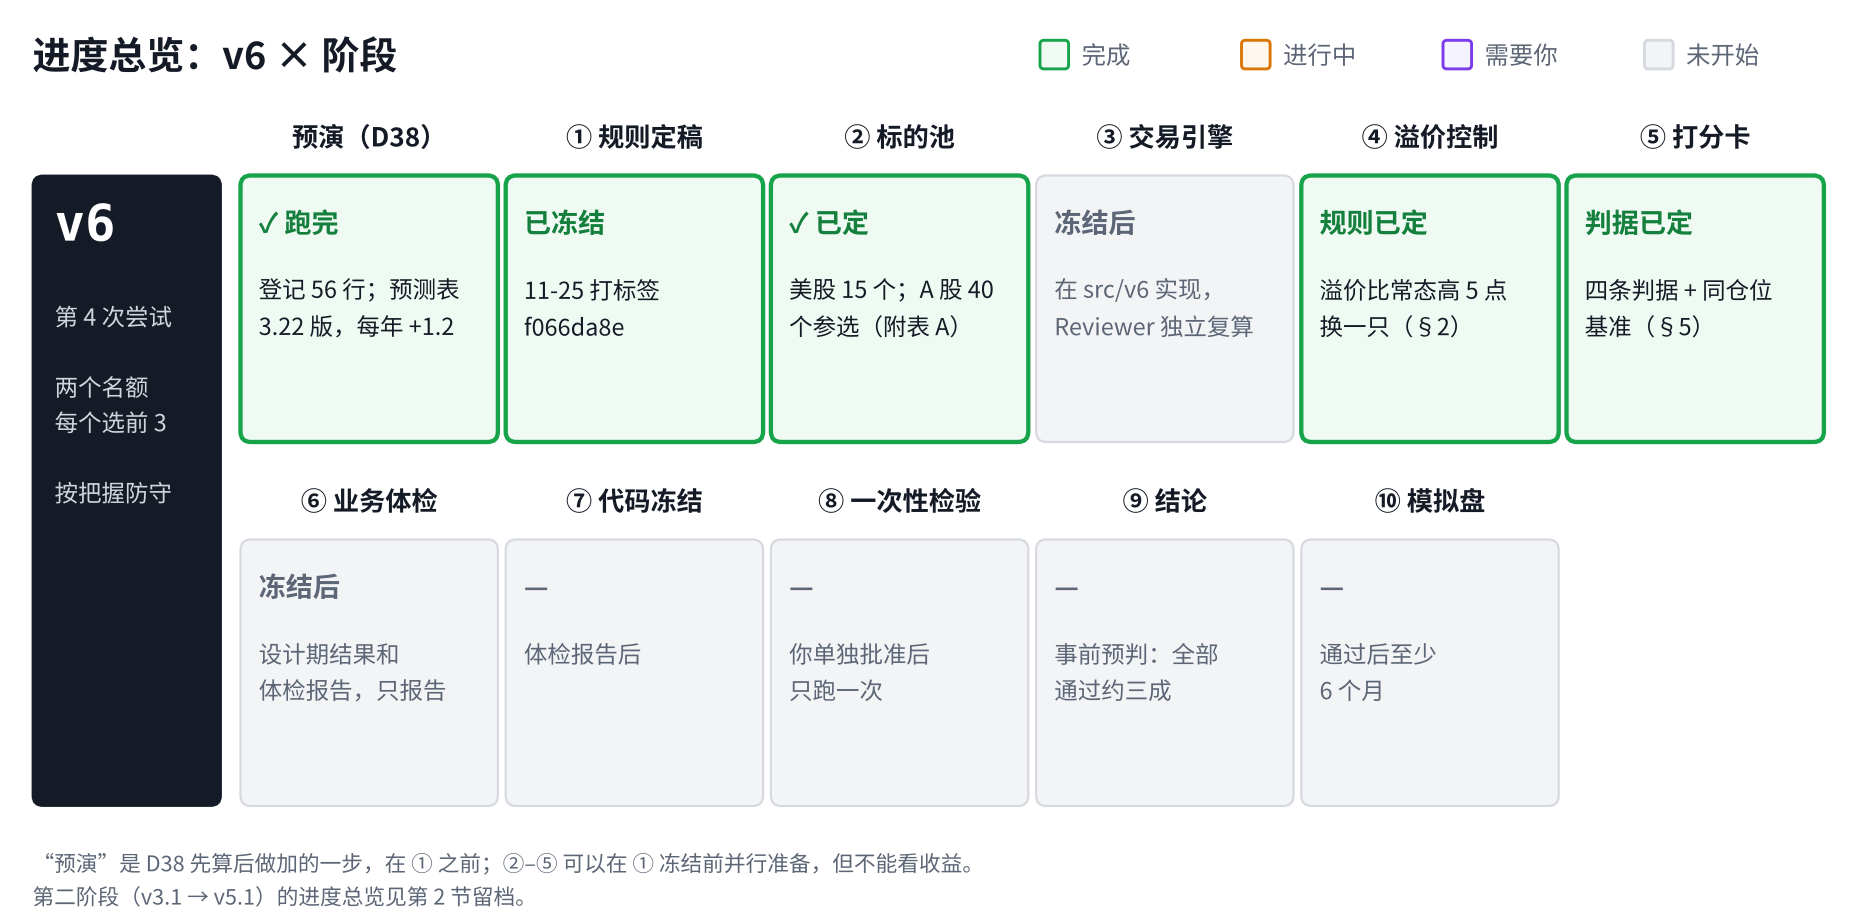 进度总览：v6 × 阶段
完成
进行中
需要你
未开始
预演（D38）
① 规则定稿
② 标的池
③ 交易引擎
④ 溢价控制
⑤ 打分卡
v6
第 4 次尝试
两个名额
每个选前 3
按把握防守
✓ 跑完
登记 56 行；预测表
3.22 版，每年 +1.2
已冻结
11-25 打标签
f066da8e
✓ 已定
美股 15 个；A 股 40
个参选（附表 A）
冻结后
在 src/v6 实现，
Reviewer 独立复算
规则已定
溢价比常态高 5 点
换一只（§2）
判据已定
四条判据 + 同仓位
基准（§5）
⑥ 业务体检
⑦ 代码冻结
⑧ 一次性检验
⑨ 结论
⑩ 模拟盘
冻结后
设计期结果和
体检报告，只报告
—
体检报告后
—
你单独批准后
只跑一次
—
事前预判：全部
通过约三成
—
通过后至少
6 个月
“预演”是 D38 先算后做加的一步，在 ① 之前；②–⑤ 可以在 ① 冻结前并行准备，但不能看收益。
第二阶段（v3.1 → v5.1）的进度总览见第 2 节留档。